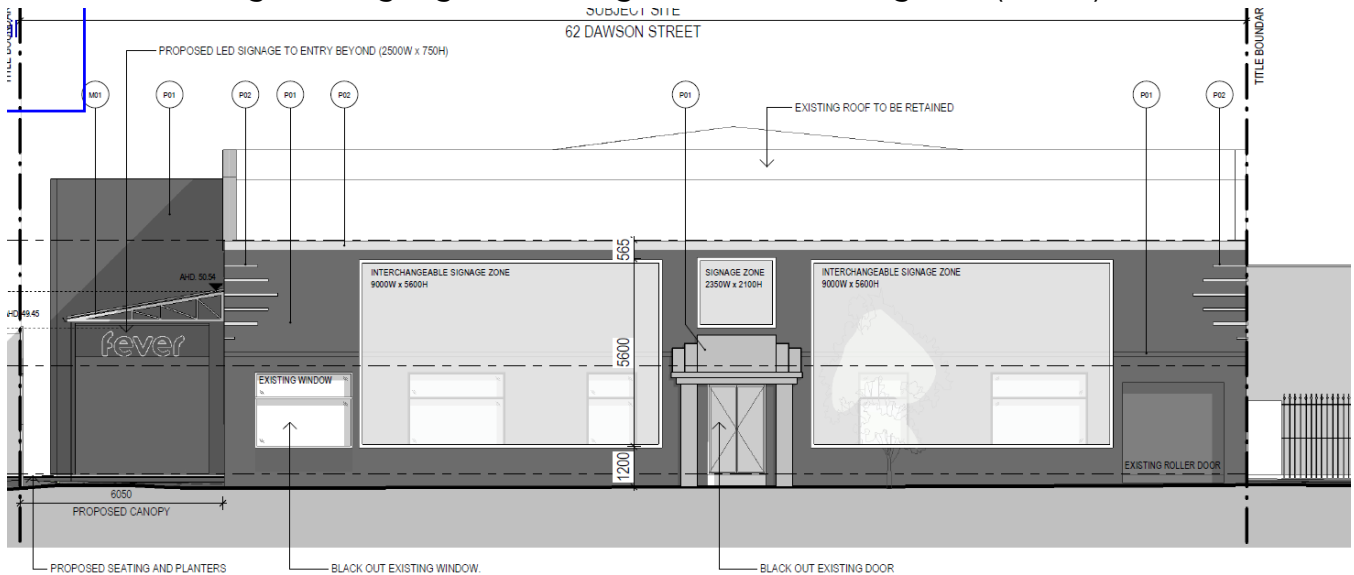 SUBJECT SITE
62 DAWSON STREET
TITLE BOUNDAR
PROPOSED LED SIGNAGE TO ENTRY BEYOND (2500W x 750H)
M01
P01
P02
P01
P02
P01
P01
P02
EXISTING ROOF TO BE RETAINED
565
AHD. 50.54
INTERCHANGEABLE SIGNAGE ZONE
9000W x 5600H
SIGNAGE ZONE
2350W x 2100H
INTERCHANGEABLE SIGNAGE ZONE
9000W x 5600H
49.45
fever
5600
EXISTING WINDOW
1200
EXISTING ROLLER DOOR
6050
PROPOSED CANOPY
PROPOSED SEATING AND PLANTERS
BLACK OUT EXISTING WINDOW.
BLACK OUT EXISTING DOOR